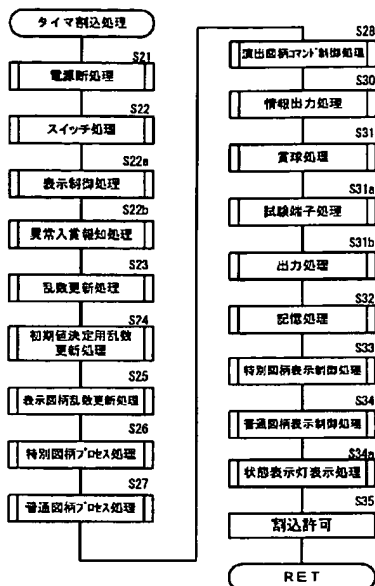 タイマ割込処理
S21
電源断処理
S22
スイッチ処理
S22a
表示制御処理
S22b
異常入賞報知処理
S23
乱数更新処理
S24
初期値決定用乱数
更新処理
S25
表示図柄乱数更新処理
S26
特別図柄プロセス処理
S27
普通図柄プロセス処理
S28
演出図柄コマンド制御処理
S30
情報出力処理
S31
賞球処理
S31a
試験端子処理
S31b
出力処理
S32
記憶処理
S33
特別図柄表示制御処理
S34
普通図柄表示制御処理
S34a
状態表示灯表示処理
S35
割込許可
RET